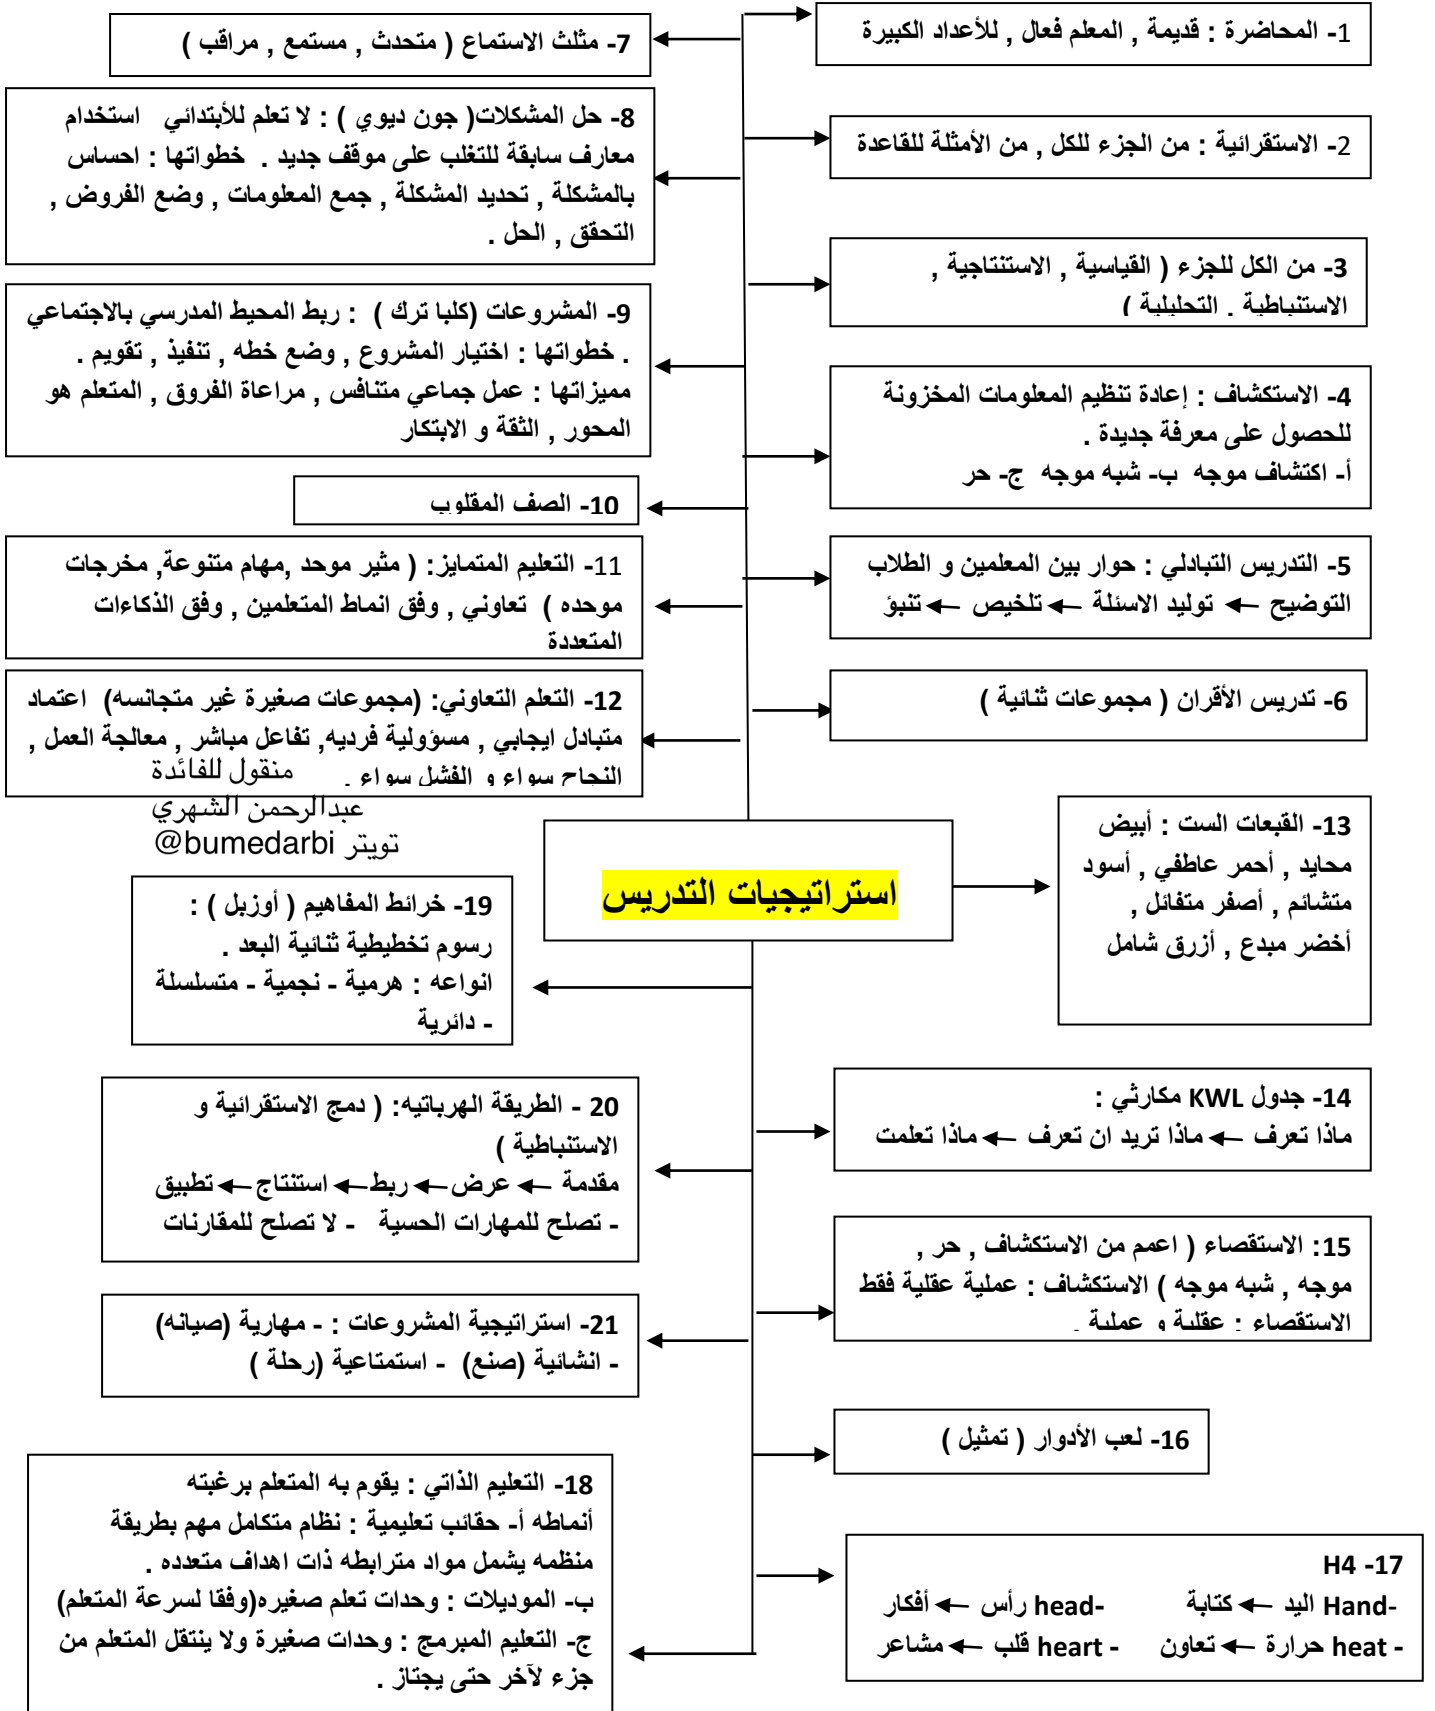 1- المحاضرة : قديمة , المعلم فعال , للأعداد الكبيرة
2- الاستقرائية : من الجزء للكل , من الأمثلة للقاعدة
3- من الكل للجزء ( القياسية , الاستنتاجية ,
الاستنباطية , التحليلية )
4- الاستكشاف : إعادة تنظيم المعلومات المخزونة
للحصول على معرفة جديدة .
أ- اكتشاف موجه ب- شبه موجه ج- حر
5- التدريس التبادلي : حوار بين المعلمين و الطلاب
التوضيح ← توليد الاسئلة ← تلخيص ← تنبؤ
6- تدريس الأقران ( مجموعات ثنائية )
7- مثلث الاستماع ( متحدث , مستمع , مراقب )
8- حل المشكلات( جون ديوي ) : لا تعلم للأبتدائي استخدام
معارف سابقة للتغلب على موقف جديد . خطواتها : احساس
بالمشكلة , تحديد المشكلة , جمع المعلومات , وضع الفروض ,
التحقق , الحل .
9- المشروعات (كلبا ترك ) : ربط المحيط المدرسي بالاجتماعي
. خطواتها : اختيار المشروع , وضع خطه , تنفيذ , تقويم .
مميزاتها : عمل جماعي متنافس , مراعاة الفروق , المتعلم هو
المحور , الثقة و الابتكار
10- الصف المقلوب
11- التعليم المتمايز: ( مثير موحد ,مهام متنوعة, مخرجات
موحده ) تعاوني , وفق انماط المتعلمين , وفق الذكاءات
المتعددة
12- التعلم التعاوني: (مجموعات صغيرة غير متجانسه) اعتماد
متبادل ايجابي , مسؤولية فرديه, تفاعل مباشر , معالجة العمل ,
النجاح سواء و الفشل سواء .
منقول للفائدة
عبدالرحمن الشهري
تويتر bumedarbi@
استراتيجيات التدريس
13- القبعات الست : أبيض
محايد , أحمر عاطفي , أسود
متشائم , أصفر متفائل ,
أخضر مبدع , أزرق شامل
14- جدول KWL مكارثي :
ماذا تعرف ← ماذا تريد ان تعرف ← ماذا تعلمت
15: الاستقصاء ( اعمم من الاستكشاف , حر ,
موجه , شبه موجه ) الاستكشاف : عملية عقلية فقط
الاستقصاء : عقلية و عملية .
16- لعب الأدوار ( تمثيل )
H4 -17
-Hand اليد ← كتابة -head رأس ← أفكار
- heat حرارة ← تعاون - heart قلب ← مشاعر
18- التعليم الذاتي : يقوم به المتعلم برغبته
أنماطه أ- حقائب تعليمية : نظام متكامل مهم بطريقة
منظمه يشمل مواد مترابطه ذات اهداف متعدده .
ب- الموديلات : وحدات تعلم صغيره(وفقا لسرعة المتعلم)
ج- التعليم المبرمج : وحدات صغيرة ولا ينتقل المتعلم من
جزء لآخر حتى يجتاز .
19- خرائط المفاهيم ( أوزبل ) :
رسوم تخطيطية ثنائية البعد .
انواعه : هرمية - نجمية - متسلسلة
- دائرية
20 - الطريقة الهرباتيه: ( دمج الاستقرائية و
الاستنباطية )
مقدمة ← عرض ← ربط ← استنتاج ← تطبيق
- تصلح للمهارات الحسية - لا تصلح للمقارنات
21- استراتيجية المشروعات : - مهارية (صيانه)
- انشائية (صنع) - استمتاعية (رحلة )